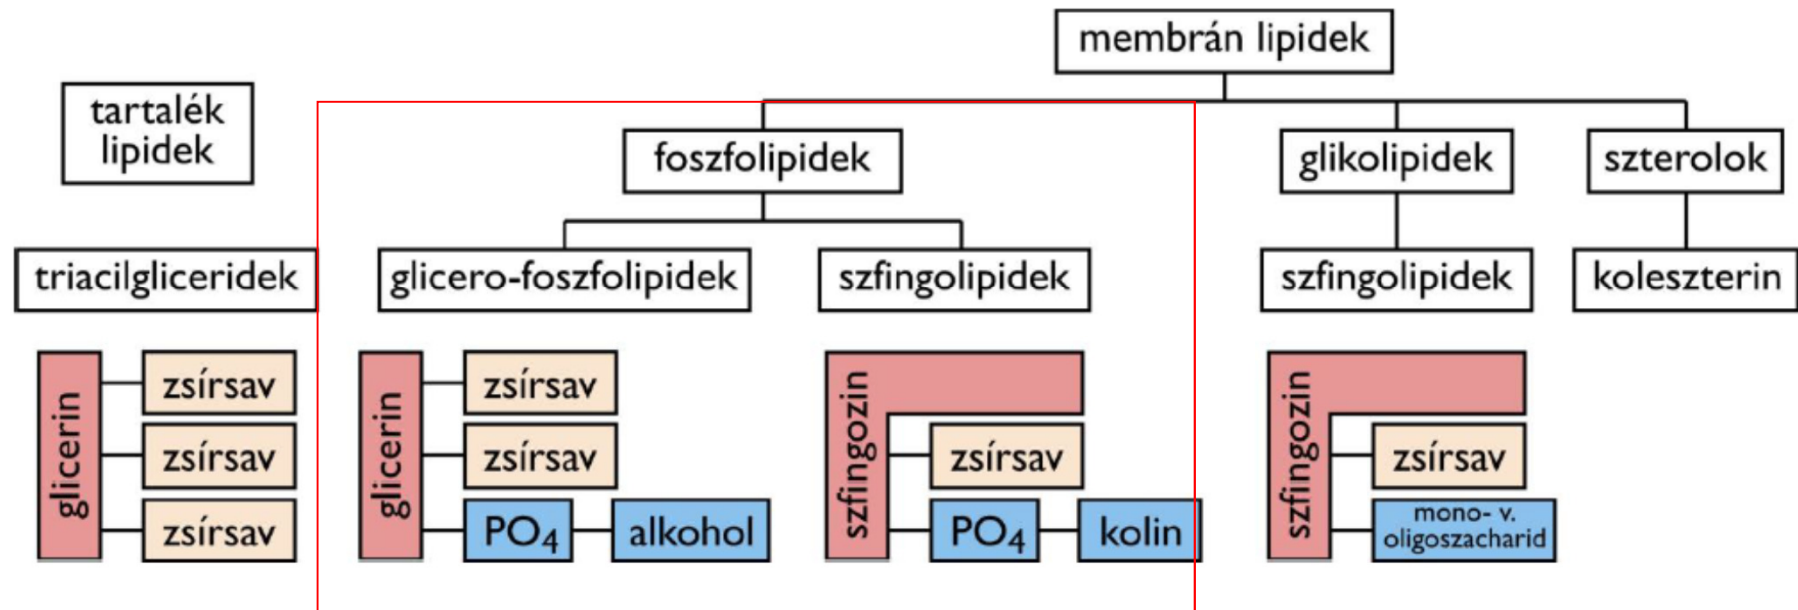 membrán lipidek
tartalék
lipidek
foszfolipidek
glikolipidek
szterolok
triacilgliceridek
glicero-foszfolipidek
szfingolipidek
szfingolipidek
koleszterin
glicerin
zsírsav
zsírsav
zsírsav
glicerin
zsírsav
zsírsav
PO₄
alkohol
szfingozin
zsírsav
PO₄
kolin
szfingozin
zsírsav
mono- v.
oligoszacharid